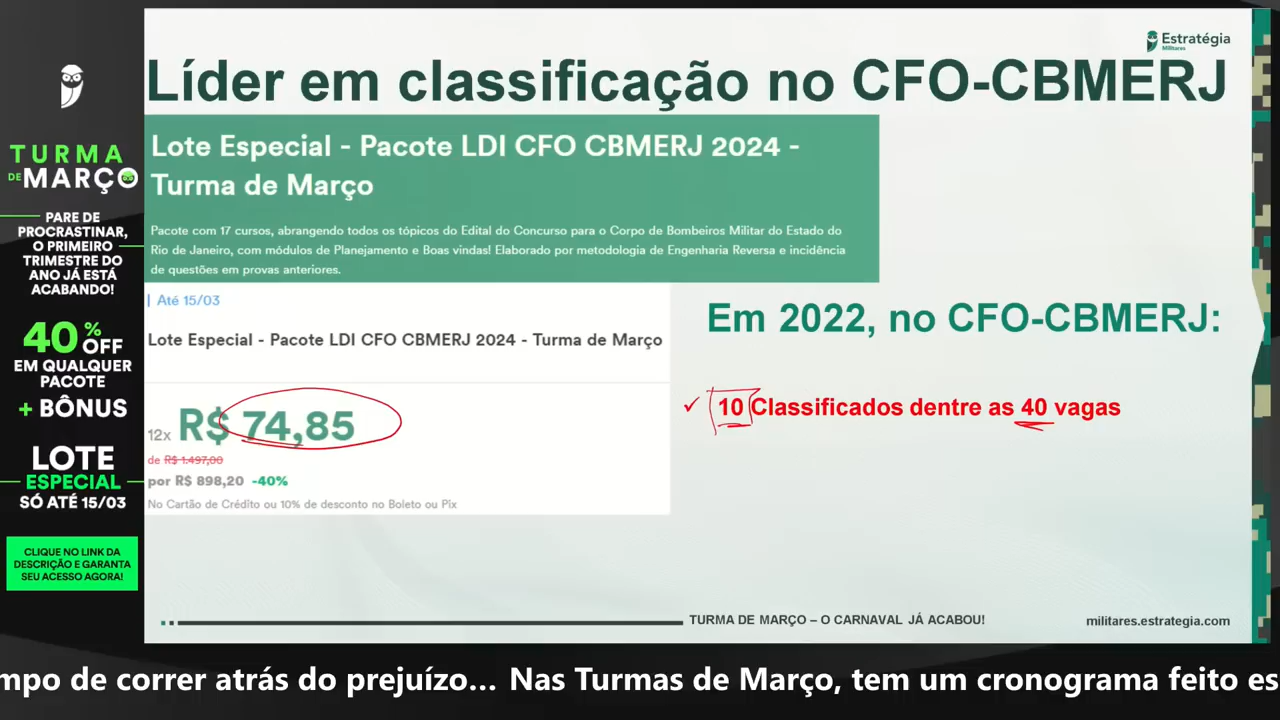 Estratégia
Militares
Líder em classificação no CFO-CBMERJ
Lote Especial - Pacote LDI CFO CBMERJ 2024 -
Turma de Março
Pacote com 17 cursos, abrangendo todos os tópicos do Edital do Concurso para o Corpo de Bombeiros Militar do Estado do
Rio de Janeiro, com módulos de Planejamento e Boas vindas! Elaborado por metodologia de Engenharia Reversa e incidência
de questões em provas anteriores.
Até 15/03
Lote Especial - Pacote LDI CFO CBMERJ 2024 - Turma de Março
12x R$ 74,85
de R$ 1.497,00
por R$ 898,20 -40%
No Cartão de Crédito ou 10% de desconto no Boleto ou Pix
Em 2022, no CFO-CBMERJ:
✓ 10 Classificados dentre as 40 vagas
TURMA DE MARÇO – O CARNAVAL JÁ ACABOU!
militares.estrategia.com
TURMA
DE MARÇO
PARE DE
PROCRASTINAR,
O PRIMEIRO
TRIMESTRE DO
ANO JÁ ESTÁ
ACABANDO!
40% OFF
EM QUALQUER
PACOTE
+ BÔNUS
LOTE
ESPECIAL
SÓ ATÉ 15/03
CLIQUE NO LINK DA
DESCRIÇÃO E GARANTA
SEU ACESSO AGORA!
mpo de correr atrás do prejuízo... Nas Turmas de Março, tem um cronograma feito es